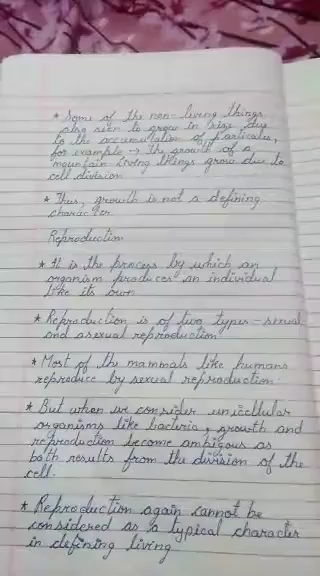 * Some of the non-living things
also seen to grow in size due
to the accumulation of particales,
for example → the growth of a
mountain living things grow due to
cell division
* Thus, growth is not a defining
character.
Reproduction
* It is the process by which an
organism produces an individual
like its own
* Reproduction is of two types - sexual
and asexual reproduction
* Most of the mammals like humans
reproduce by sexual reproduction
* But when we consider unicellular
organisms like bacteria, growth and
reproduction become ambigous as
both results from the division of the
cell.
* Reproduction again cannot be
considered as a typical character
in defining living